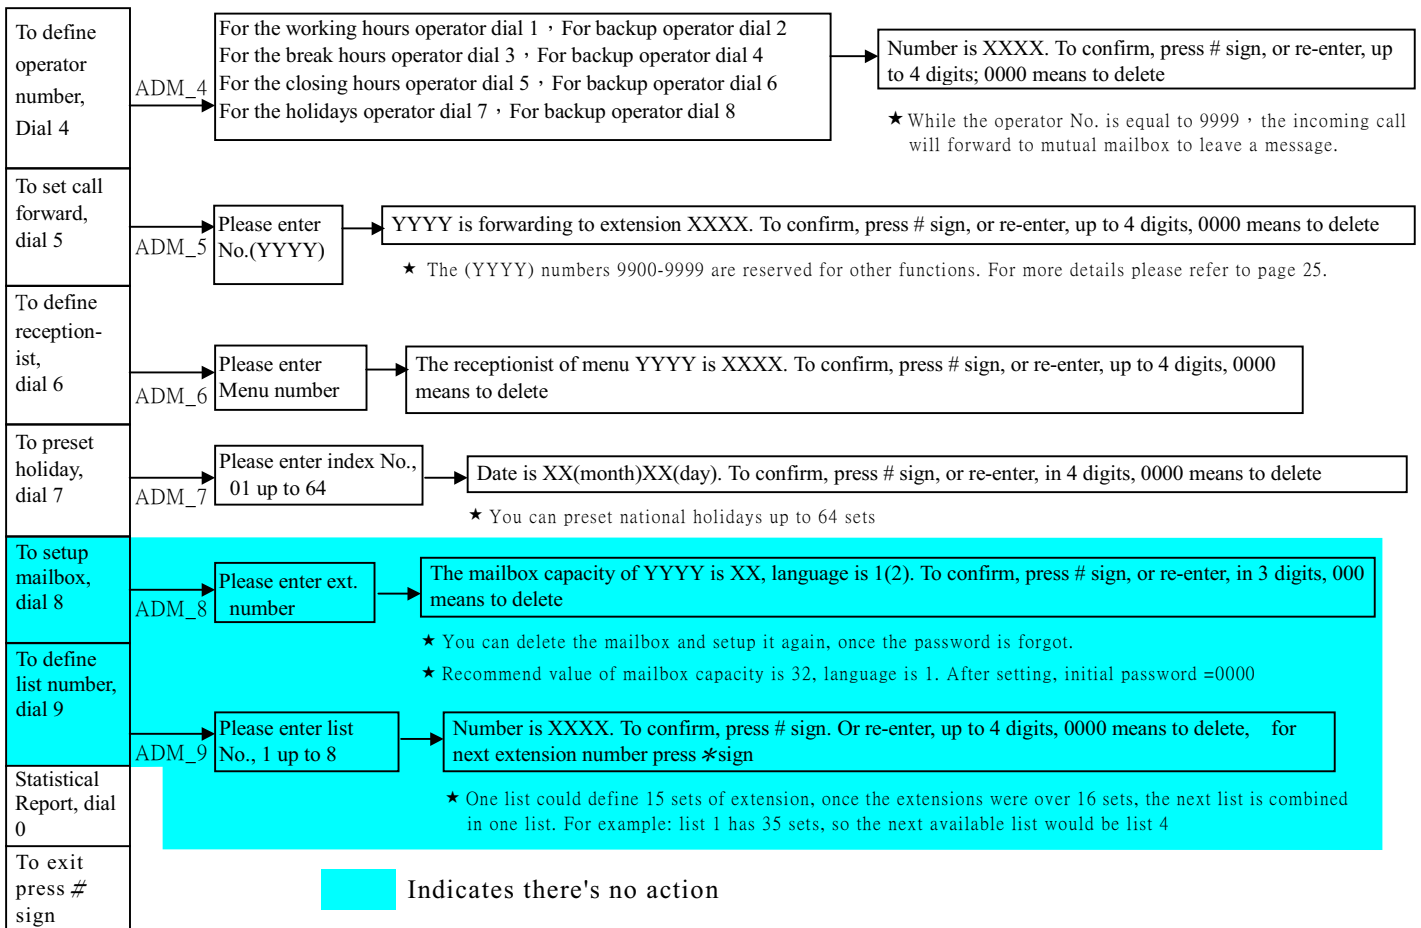 To define
operator
number,
Dial 4
ADM_4
For the working hours operator dial 1，For backup operator dial 2
For the break hours operator dial 3，For backup operator dial 4
For the closing hours operator dial 5，For backup operator dial 6
For the holidays operator dial 7，For backup operator dial 8
Number is XXXX. To confirm, press # sign, or re-enter, up
to 4 digits; 0000 means to delete
★ While the operator No. is equal to 9999，the incoming call
will forward to mutual mailbox to leave a message.
To set call
forward,
dial 5
ADM_5
Please enter
No.(YYYY)
YYYY is forwarding to extension XXXX. To confirm, press # sign, or re-enter, up to 4 digits, 0000 means to delete
★ The (YYYY) numbers 9900-9999 are reserved for other functions. For more details please refer to page 25.
To define
reception-
ist,
dial 6
ADM_6
Please enter
Menu number
The receptionist of menu YYYY is XXXX. To confirm, press # sign, or re-enter, up to 4 digits, 0000
means to delete
To preset
holiday,
dial 7
ADM_7
Please enter index No.,
01 up to 64
Date is XX(month)XX(day). To confirm, press # sign, or re-enter, in 4 digits, 0000 means to delete
★ You can preset national holidays up to 64 sets
To setup
mailbox,
dial 8
ADM_8
Please enter ext.
number
The mailbox capacity of YYYY is XX, language is 1(2). To confirm, press # sign, or re-enter, in 3 digits, 000
means to delete
★ You can delete the mailbox and setup it again, once the password is forgot.
★ Recommend value of mailbox capacity is 32, language is 1. After setting, initial password =0000
To define
list number,
dial 9
ADM_9
Please enter list
No., 1 up to 8
Number is XXXX. To confirm, press # sign. Or re-enter, up to 4 digits, 0000 means to delete, for
next extension number press ＊sign
★ One list could define 15 sets of extension, once the extensions were over 16 sets, the next list is combined
in one list. For example: list 1 has 35 sets, so the next available list would be list 4
Statistical
Report, dial
0
To exit
press #
sign
Indicates there's no action